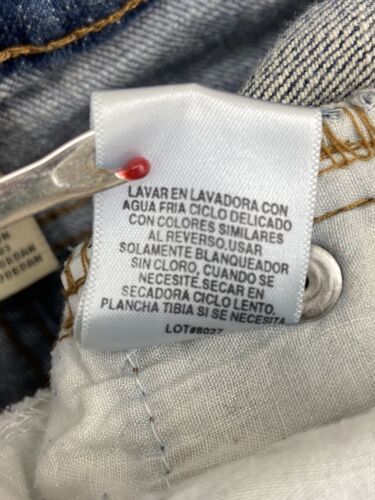 LAVAR EN LAVADORA CON
AGUA FRIA CICLO DELICADO
CON COLORES SIMILARES
AL REVERSO.USAR
SOLAMENTE BLANQUEADOR
SIN CLORO, CUANDO SE
NECESITE.SECAR EN
SECADORA CICLO LENTO.
PLANCHA TIBIA SI SE NECESITA.
LOT#8027